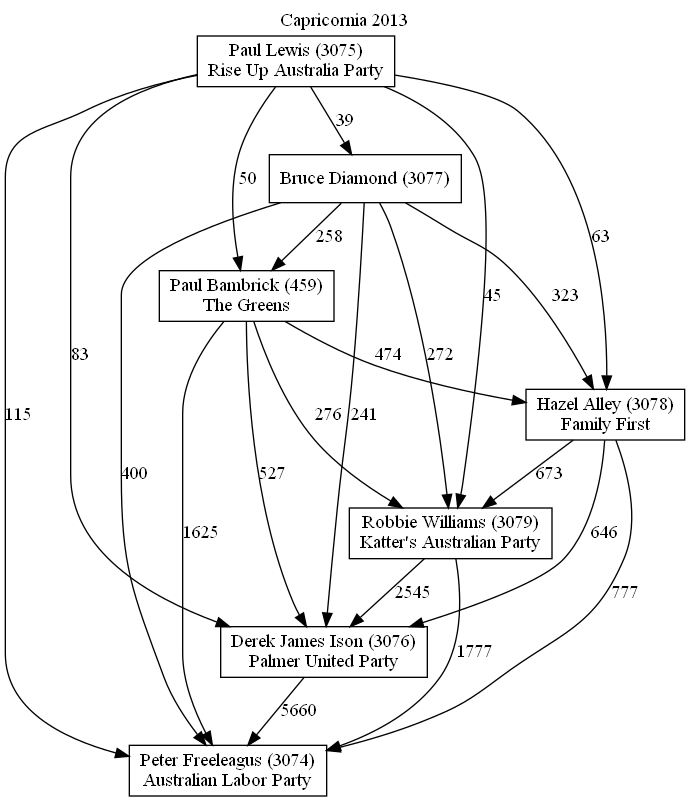 Capricornia 2013
Paul Lewis (3075)
Rise Up Australia Party
39
Bruce Diamond (3077)
50
258
63
Paul Bambrick (459)
The Greens
45
323
83
474
272
115
276
241
Hazel Alley (3078)
Family First
400
527
673
Robbie Williams (3079)
Katter's Australian Party
1625
646
2545
777
Derek James Ison (3076)
Palmer United Party
1777
5660
Peter Freeleagus (3074)
Australian Labor Party